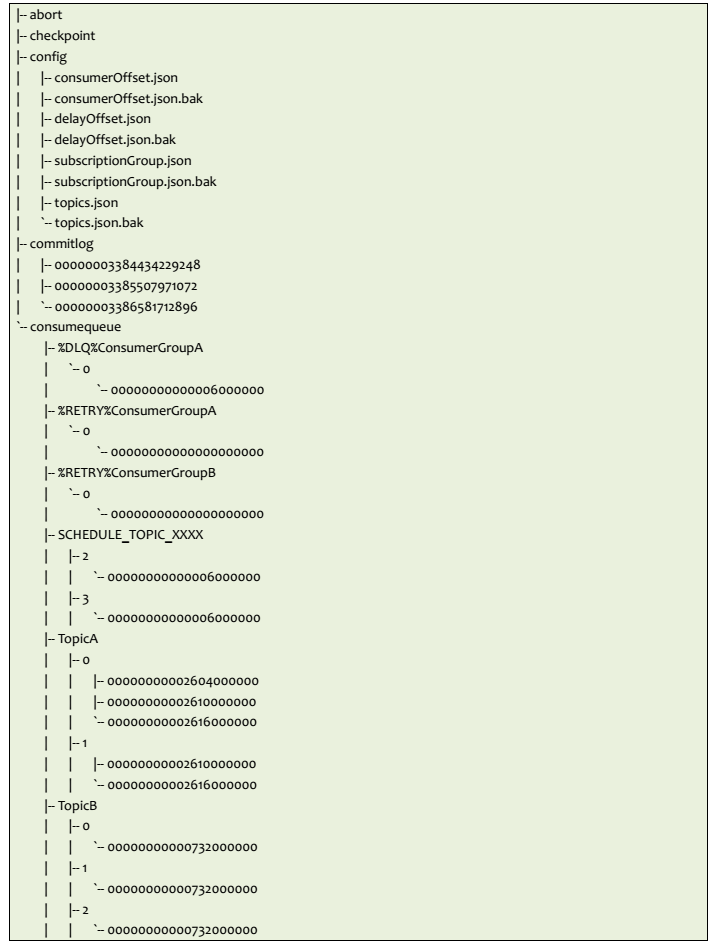 |-- abort
|-- checkpoint
|-- config
|   |-- consumerOffset.json
|   |-- consumerOffset.json.bak
|   |-- delayOffset.json
|   |-- delayOffset.json.bak
|   |-- subscriptionGroup.json
|   |-- subscriptionGroup.json.bak
|   |-- topics.json
|   `-- topics.json.bak
|-- commitlog
|   |-- 00000003384434229248
|   |-- 00000003385507971072
|   `-- 00000003386581712896
`-- consumequeue
    |-- %DLQ%ConsumerGroupA
    |   `-- 0
    |       `-- 00000000000006000000
    |-- %RETRY%ConsumerGroupA
    |   `-- 0
    |       `-- 00000000000000000000
    |-- %RETRY%ConsumerGroupB
    |   `-- 0
    |       `-- 00000000000000000000
    |-- SCHEDULE_TOPIC_XXXX
    |   |-- 2
    |   |   `-- 00000000000006000000
    |   |-- 3
    |   |   `-- 00000000000006000000
    |-- TopicA
    |   |-- 0
    |   |   |-- 00000000002604000000
    |   |   |-- 00000000002610000000
    |   |   `-- 00000000002616000000
    |   |-- 1
    |   |   |-- 00000000002610000000
    |   |   `-- 00000000002616000000
    |-- TopicB
    |   |-- 0
    |   |   `-- 00000000000732000000
    |   |-- 1
    |   |   `-- 00000000000732000000
    |   |-- 2
    |   |   `-- 00000000000732000000